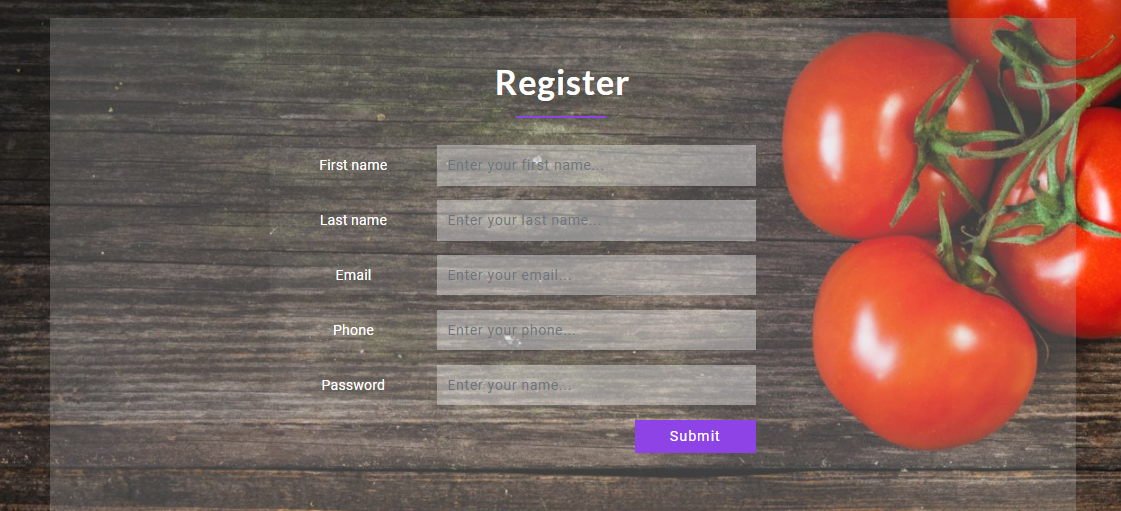 Register
First name
Enter your first name...
Last name
Enter your last name...
Email
Enter your email...
Phone
Enter your phone...
Password
Enter your name...
Submit